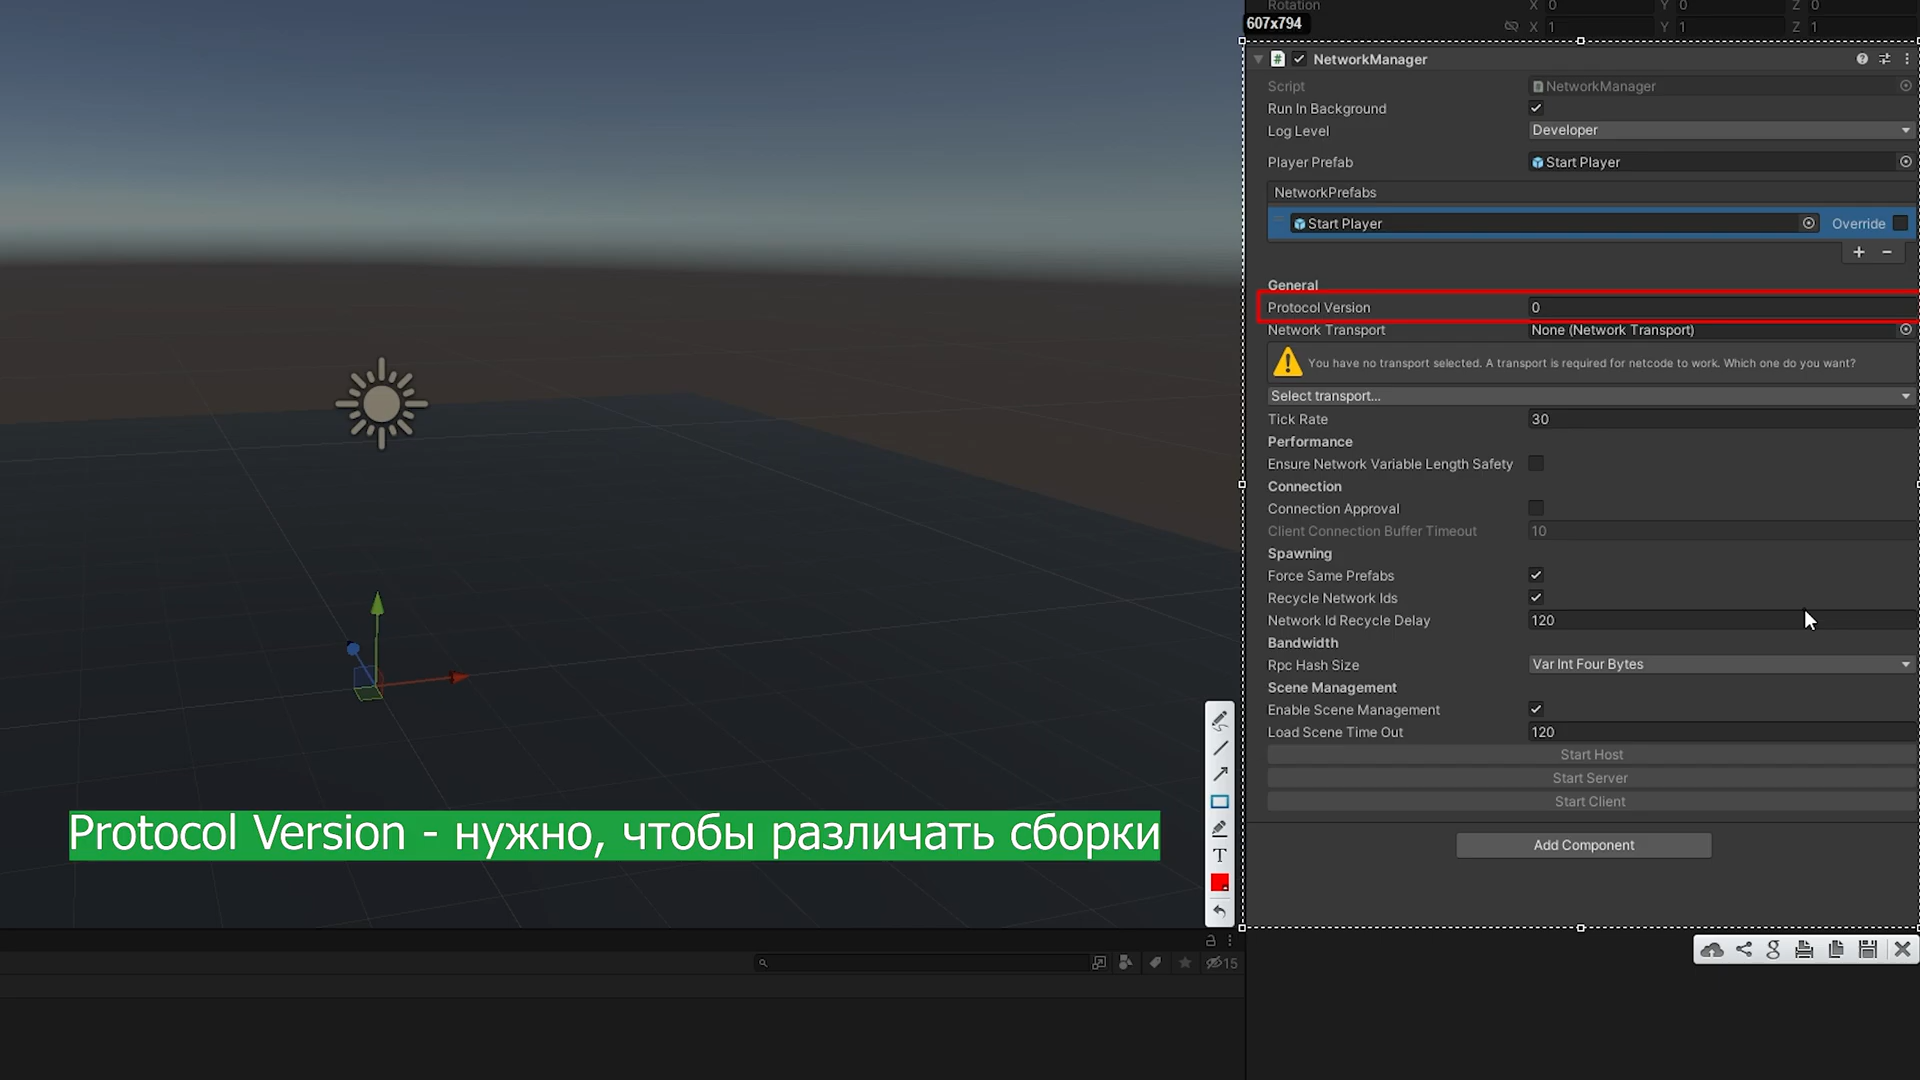 Rotation X 0 Y 0 Z 0
607x794
X 1 Y 1 Z 1
# NetworkManager
Script NetworkManager
Run In Background
Log Level Developer
Player Prefab Start Player
NetworkPrefabs
Start Player Override
+ −
General
Protocol Version 0
Network Transport None (Network Transport)
You have no transport selected. A transport is required for netcode to work. Which one do you want?
Select transport...
Tick Rate 30
Performance
Ensure Network Variable Length Safety
Connection
Connection Approval
Client Connection Buffer Timeout 10
Spawning
Force Same Prefabs
Recycle Network Ids
Network Id Recycle Delay 120
Bandwidth
Rpc Hash Size Var Int Four Bytes
Scene Management
Enable Scene Management
Load Scene Time Out 120
Start Host
Start Server
Start Client
Add Component
Protocol Version - нужно, чтобы различать сборки
T
15
g